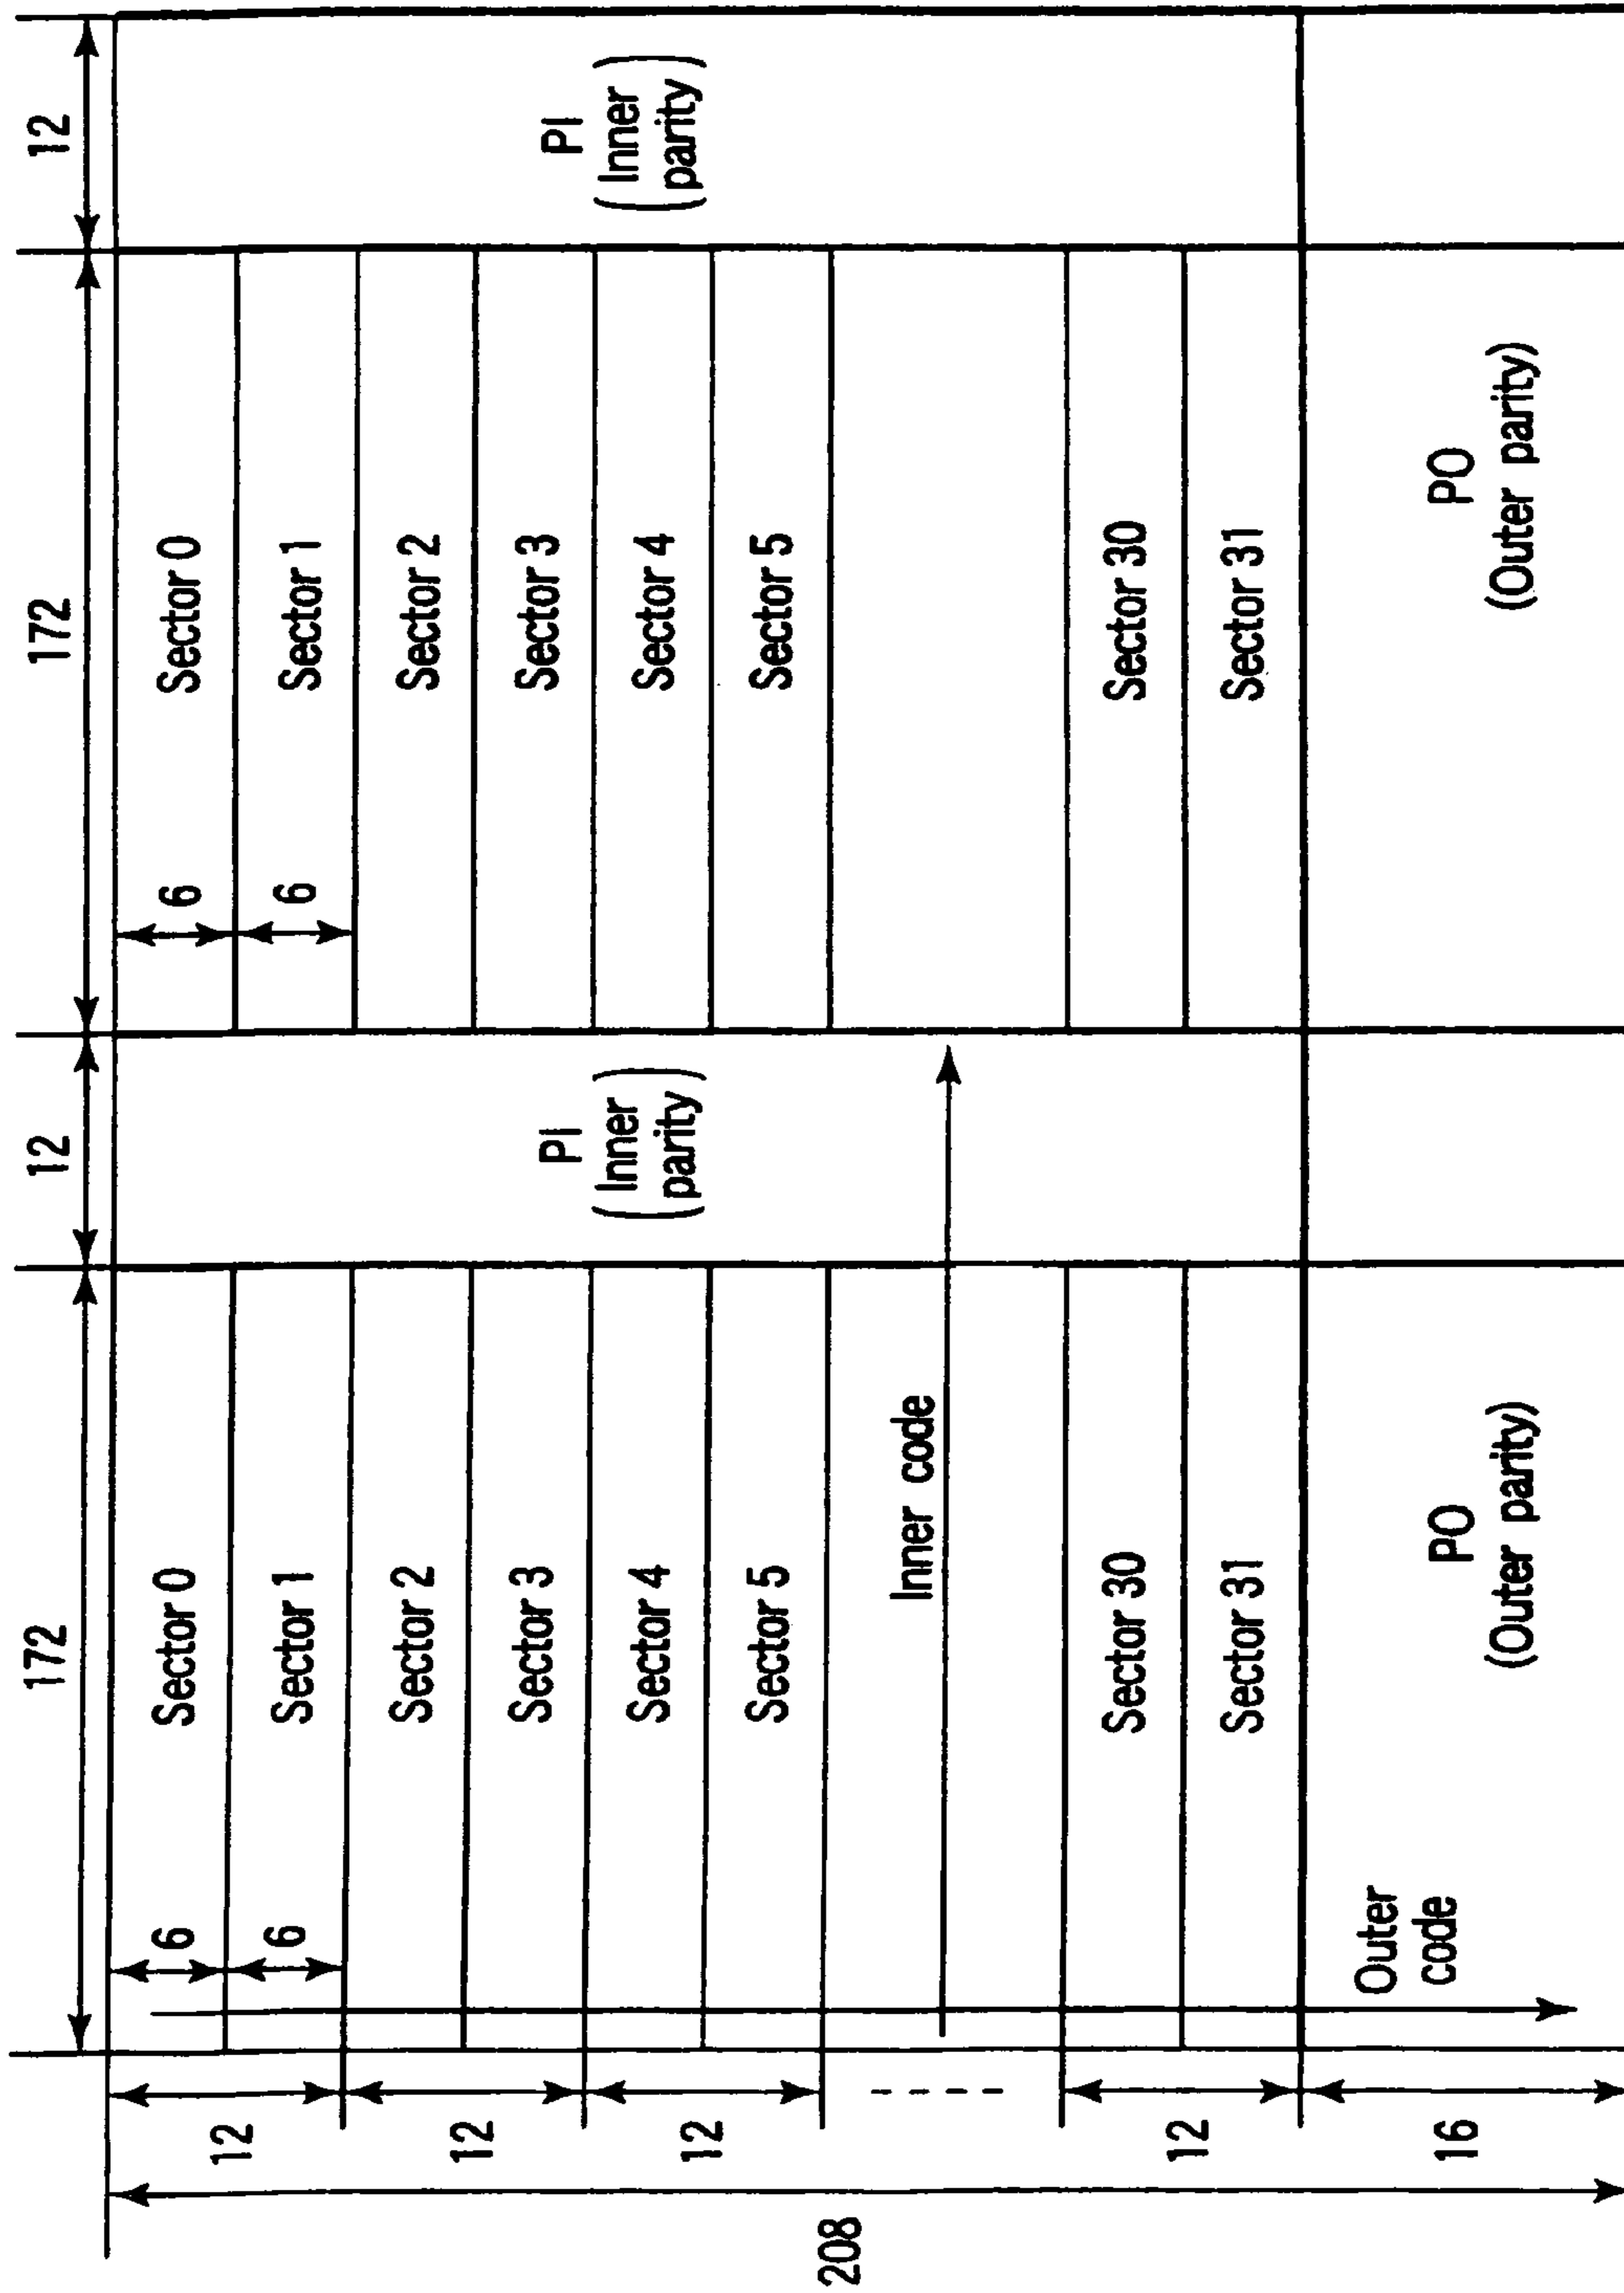 172
12
172
12
208
12
12
12
12
16
6
6
Sector 0
Sector 1
Sector 2
Sector 3
Sector 4
Sector 5
Inner code
Sector 30
Sector 31
Outer
code
PO
(Outer parity)
PI
(Inner
parity)
6
6
Sector 0
Sector 1
Sector 2
Sector 3
Sector 4
Sector 5
Sector 30
Sector 31
PO
(Outer parity)
PI
(Inner
parity)